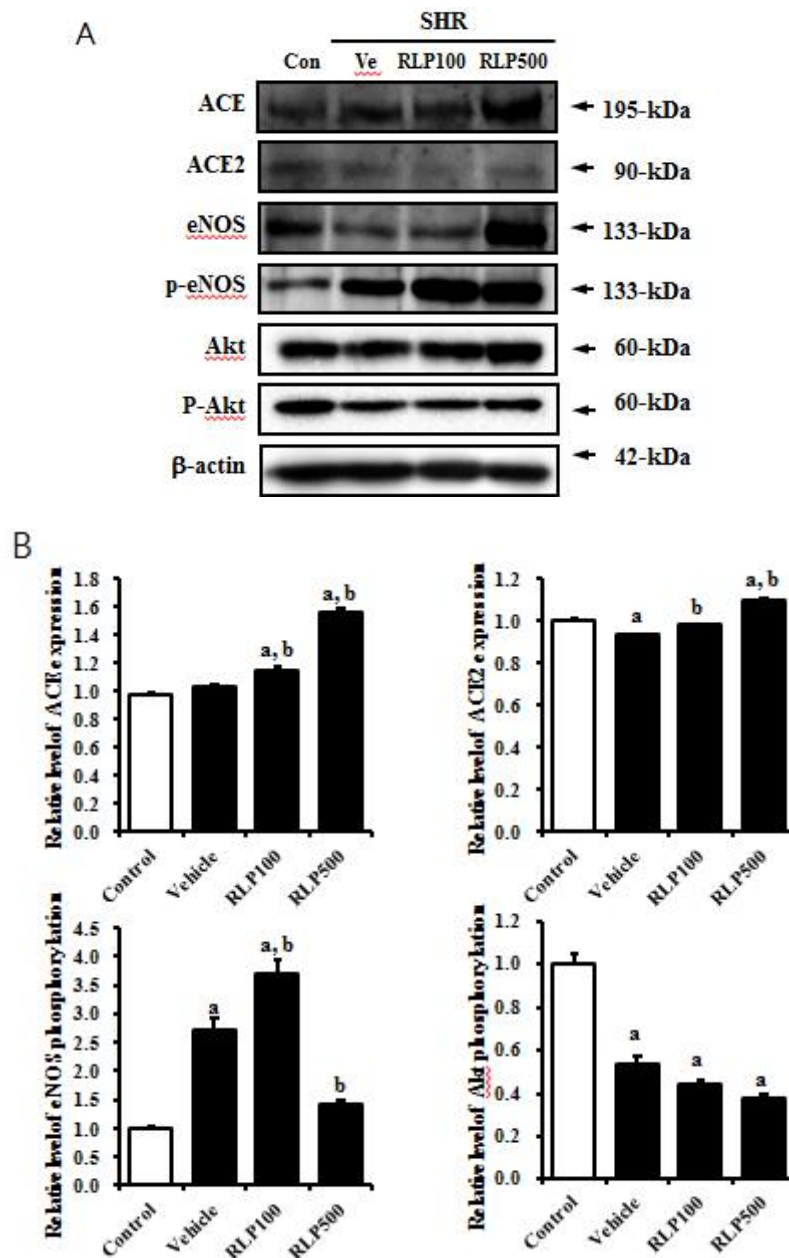 A
SHR
Con Ve RLP100 RLP500
ACE 195-kDa
ACE2 90-kDa
eNOS 133-kDa
p-eNOS 133-kDa
Akt 60-kDa
P-Akt 60-kDa
β-actin 42-kDa
B
Relative level of ACE expression
1.8
1.6
1.4
1.2
1.0
0.8
0.6
0.4
0.2
0.0
a, b
a, b
Control
Vehicle
RLP100
RLP500
Relative level of ACE2 expression
1.2
1.0
0.8
0.6
0.4
0.2
0.0
a
b
a, b
Control
Vehicle
RLP100
RLP500
Relative level of eNOS phosphorylation
4.5
4.0
3.5
3.0
2.5
2.0
1.5
1.0
0.5
0.0
a
a, b
b
Control
Vehicle
RLP100
RLP500
Relative level of Akt phosphorylation
1.2
1.0
0.8
0.6
0.4
0.2
0.0
a
a
a
Control
Vehicle
RLP100
RLP500